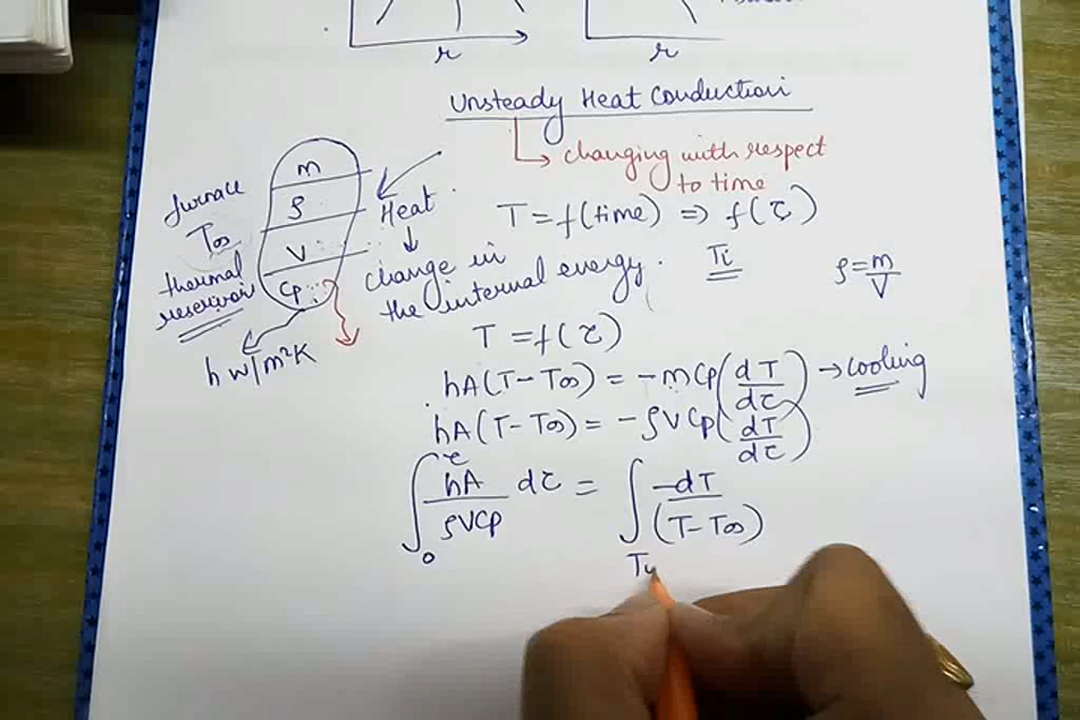 r r
Unsteady Heat Conduction
changing with respect
to time
m
ρ
V
Cp
furnace
T∞
thermal
reservoir
h W/m²K
Heat
change in
the internal energy.
T = f(time) => f(τ)
Ti
ρ = m/V
T = f(τ)
hA(T - T∞) = -mCp(dT/dτ) → cooling
hA(T - T∞) = -ρVCp(dT/dτ)
∫₀^τ hA/ρVCp dτ = ∫_Ti -dT/(T - T∞)